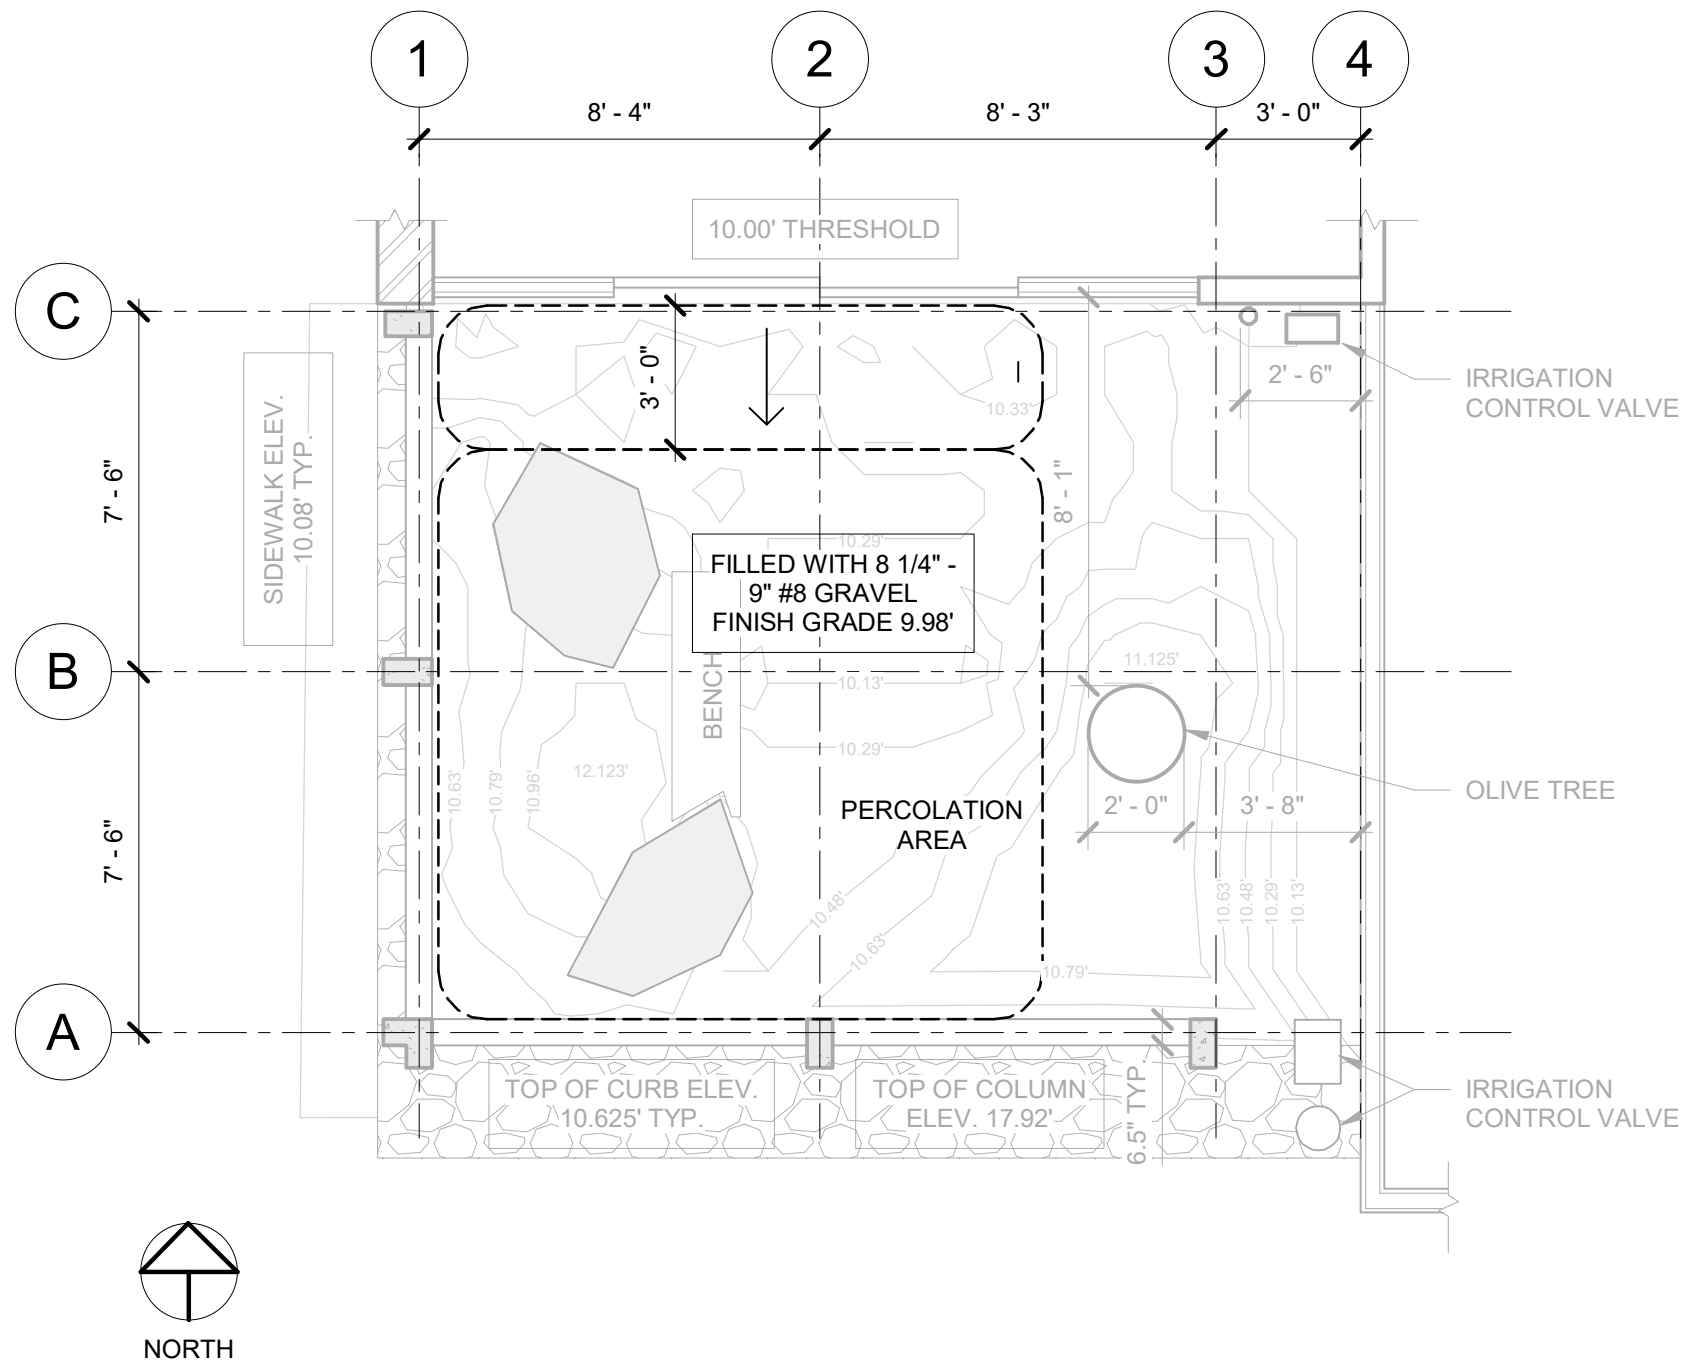 1
2
3
4
8' - 4"
8' - 3"
3' - 0"
10.00' THRESHOLD
C
3' - 0"
10.33'
2' - 6"
IRRIGATION
CONTROL VALVE
SIDEWALK ELEV.
10.08' TYP.
7' - 6"
8' - 1"
10.29'
FILLED WITH 8 1/4" -
9" #8 GRAVEL
FINISH GRADE 9.98'
B
BENCH
10.13'
11.125'
10.29'
10.63'
10.79'
10.96'
12.123'
OLIVE TREE
PERCOLATION
AREA
2' - 0"
3' - 8"
7' - 6"
10.48'
10.63'
10.63'
10.48'
10.29'
10.13'
10.79'
A
TOP OF CURB ELEV.
10.625' TYP.
TOP OF COLUMN
ELEV. 17.92'
6.5" TYP.
IRRIGATION
CONTROL VALVE
NORTH